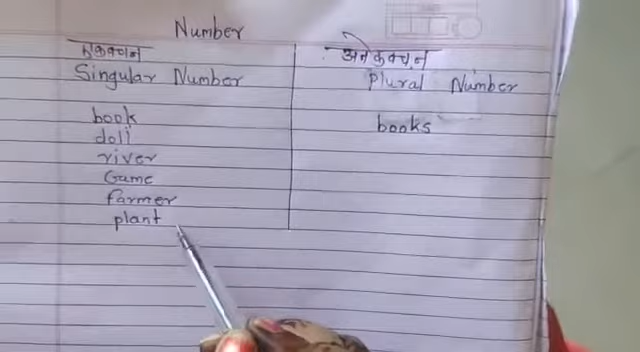 Number
एकवचन अनेकवचन
Singular Number Plural Number
book books
doll
river
Game
farmer
plant